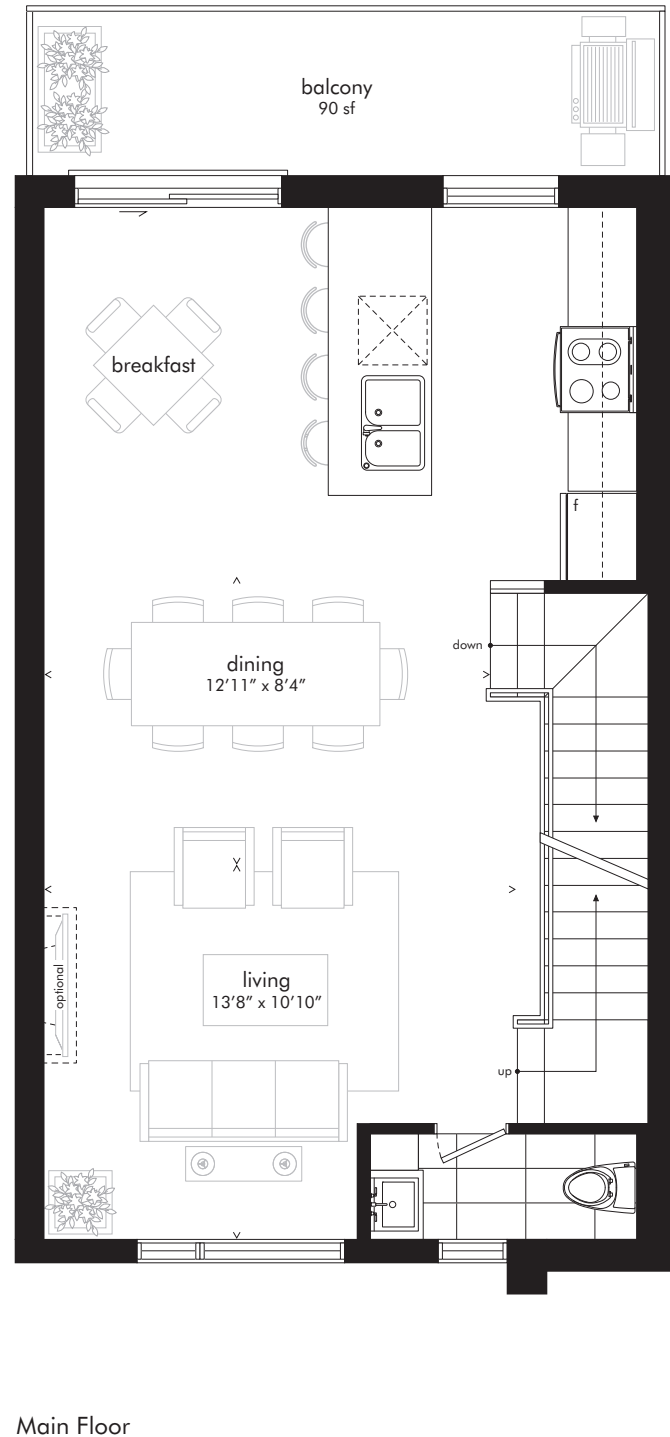 balcony
90 sf
breakfast
f
down
dining
12’11” x 8’4”
optional
living
13’8” x 10’10”
up
Main Floor